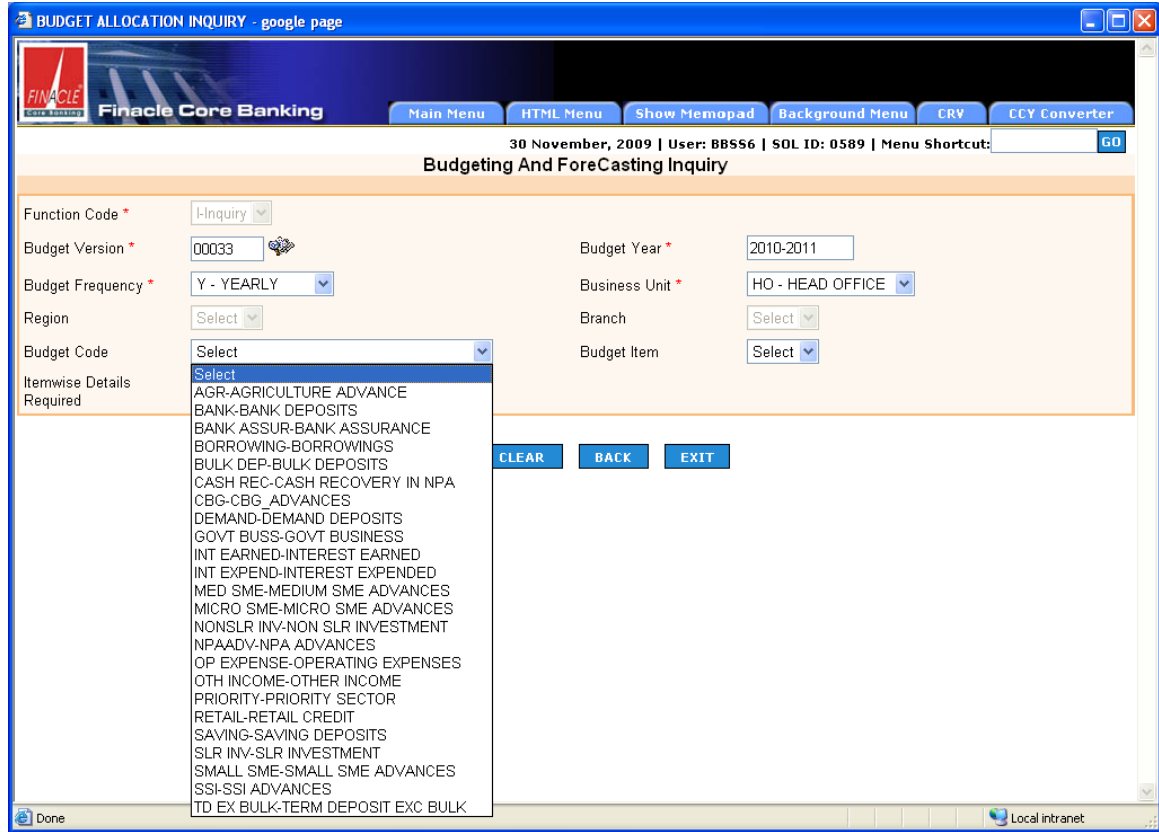 BUDGET ALLOCATION INQUIRY - google page
FINACLE
Core Banking
Finacle Core Banking
Main Menu HTML Menu Show Memopad Background Menu CRV CCY Converter
30 November, 2009 | User: BBSS6 | SOL ID: 0589 | Menu Shortcut: GO
Budgeting And ForeCasting Inquiry
Function Code * I-Inquiry
Budget Version * 00033 Budget Year * 2010-2011
Budget Frequency * Y - YEARLY Business Unit * HO - HEAD OFFICE
Region Select Branch Select
Budget Code Select Budget Item Select
Itemwise Details
Required
Select
AGR-AGRICULTURE ADVANCE
BANK-BANK DEPOSITS
BANK ASSUR-BANK ASSURANCE
BORROWING-BORROWINGS
BULK DEP-BULK DEPOSITS
CASH REC-CASH RECOVERY IN NPA
CBG-CBG_ADVANCES
DEMAND-DEMAND DEPOSITS
GOVT BUSS-GOVT BUSINESS
INT EARNED-INTEREST EARNED
INT EXPEND-INTEREST EXPENDED
MED SME-MEDIUM SME ADVANCES
MICRO SME-MICRO SME ADVANCES
NONSLR INV-NON SLR INVESTMENT
NPAADV-NPA ADVANCES
OP EXPENSE-OPERATING EXPENSES
OTH INCOME-OTHER INCOME
PRIORITY-PRIORITY SECTOR
RETAIL-RETAIL CREDIT
SAVING-SAVING DEPOSITS
SLR INV-SLR INVESTMENT
SMALL SME-SMALL SME ADVANCES
SSI-SSI ADVANCES
TD EX BULK-TERM DEPOSIT EXC BULK
CLEAR BACK EXIT
Done Local intranet